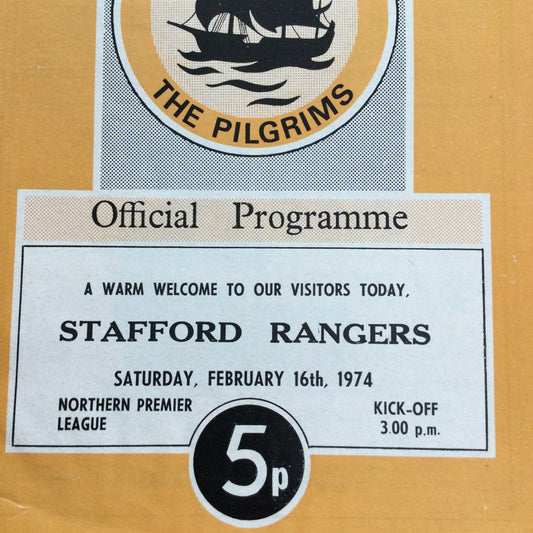 THE PILGRIMS
Official Programme
A WARM WELCOME TO OUR VISITORS TODAY,
STAFFORD RANGERS
SATURDAY, FEBRUARY 16th, 1974
NORTHERN PREMIER
LEAGUE
KICK-OFF
3.00 p.m.
5p